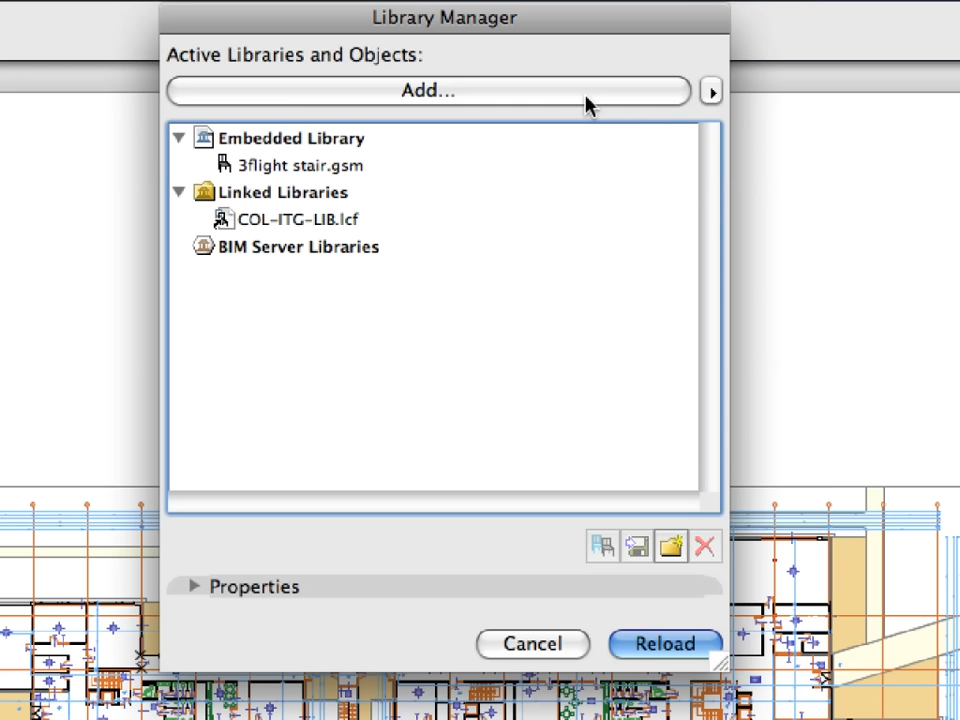 Library Manager
Active Libraries and Objects:
Add...
Embedded Library
3flight stair.gsm
Linked Libraries
COL-ITG-LIB.lcf
BIM Server Libraries
Properties
Cancel
Reload